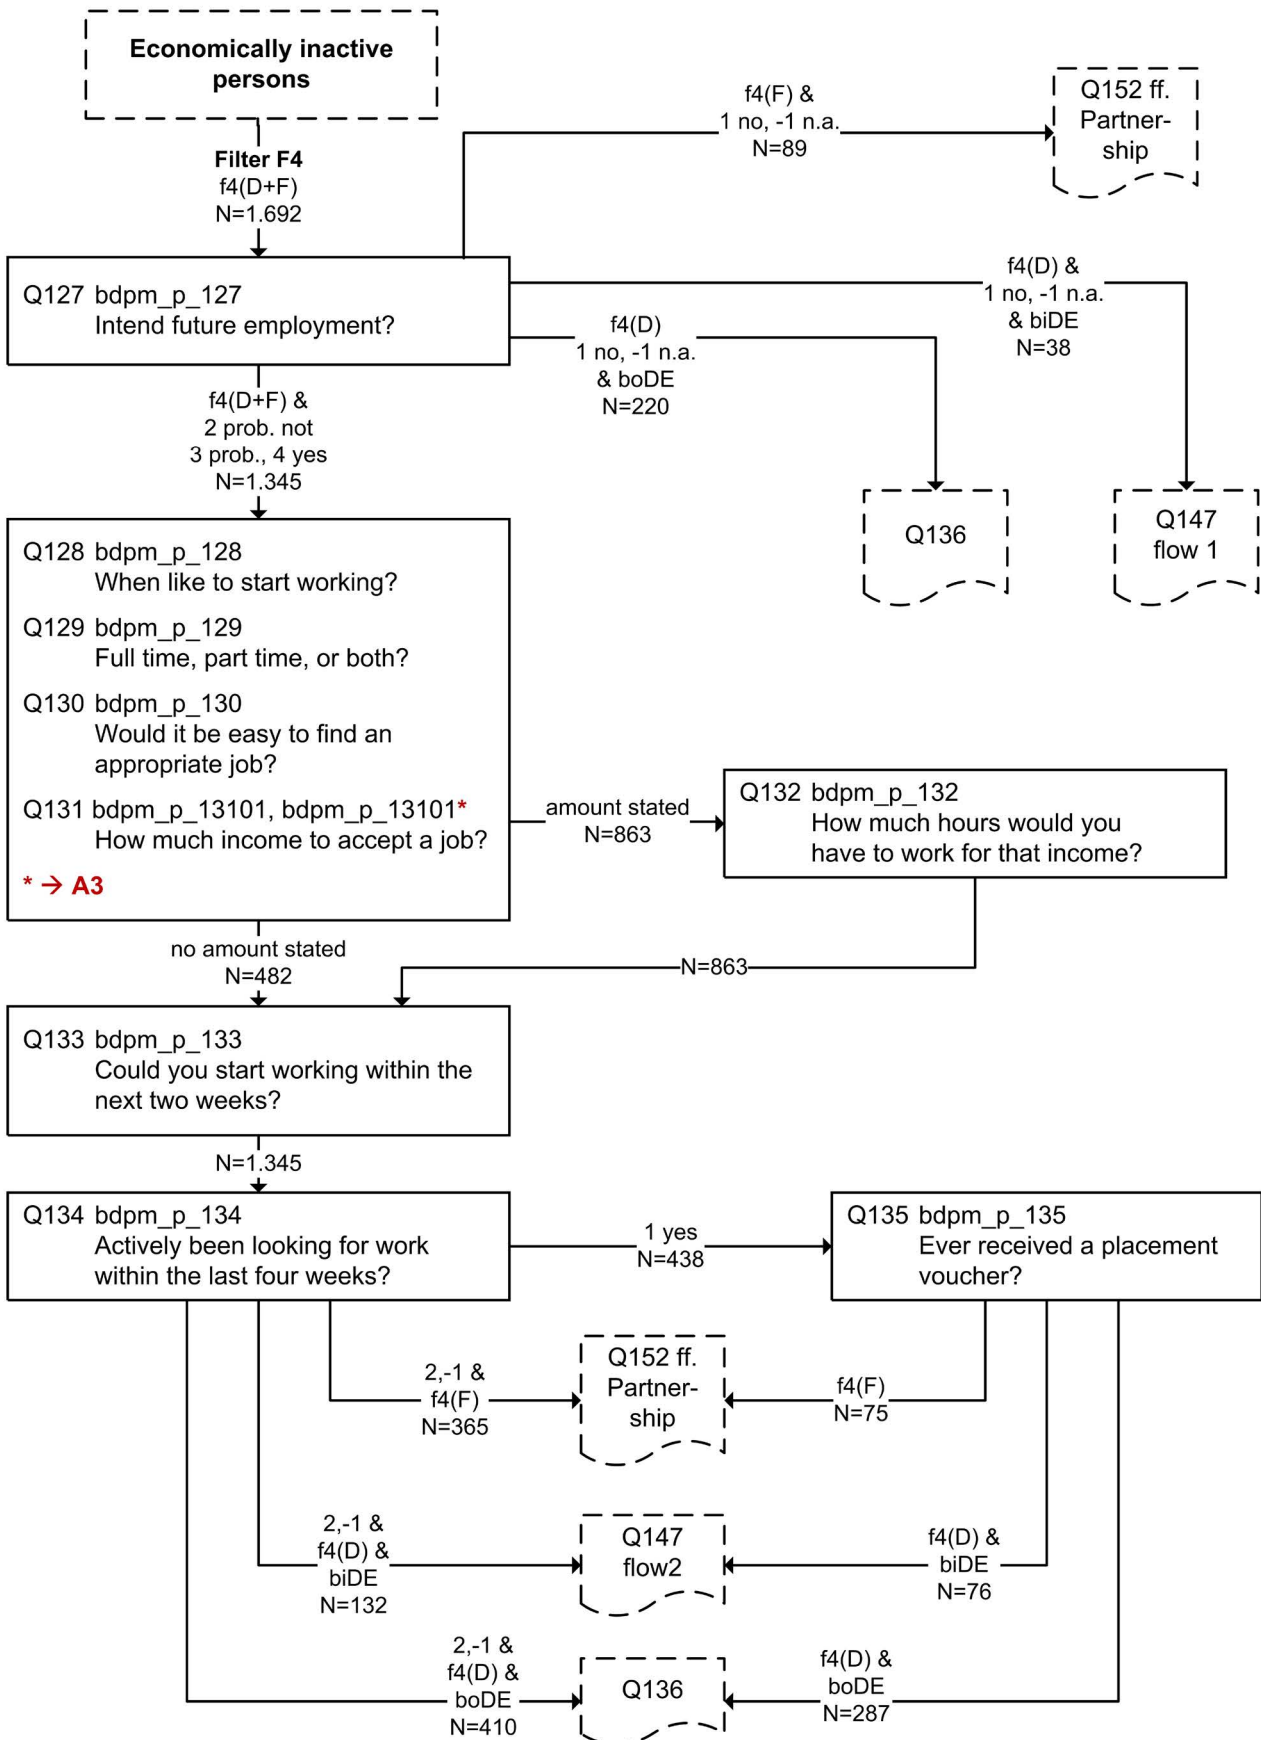 Economically inactive
persons
Filter F4
f4(D+F)
N=1.692
f4(F) &
1 no, -1 n.a.
N=89
Q152 ff.
Partner-
ship
Q127 bdpm_p_127
Intend future employment?
f4(D) &
1 no, -1 n.a.
& biDE
N=38
f4(D)
1 no, -1 n.a.
& boDE
N=220
f4(D+F) &
2 prob. not
3 prob., 4 yes
N=1.345
Q136
Q147
flow 1
Q128 bdpm_p_128
When like to start working?
Q129 bdpm_p_129
Full time, part time, or both?
Q130 bdpm_p_130
Would it be easy to find an
appropriate job?
Q131 bdpm_p_13101, bdpm_p_13101*
How much income to accept a job?
* → A3
amount stated
N=863
Q132 bdpm_p_132
How much hours would you
have to work for that income?
no amount stated
N=482
N=863
Q133 bdpm_p_133
Could you start working within the
next two weeks?
N=1.345
Q134 bdpm_p_134
Actively been looking for work
within the last four weeks?
1 yes
N=438
Q135 bdpm_p_135
Ever received a placement
voucher?
2,-1 &
f4(F)
N=365
Q152 ff.
Partner-
ship
f4(F)
N=75
2,-1 &
f4(D) &
biDE
N=132
Q147
flow2
f4(D) &
biDE
N=76
2,-1 &
f4(D) &
boDE
N=410
Q136
f4(D) &
boDE
N=287